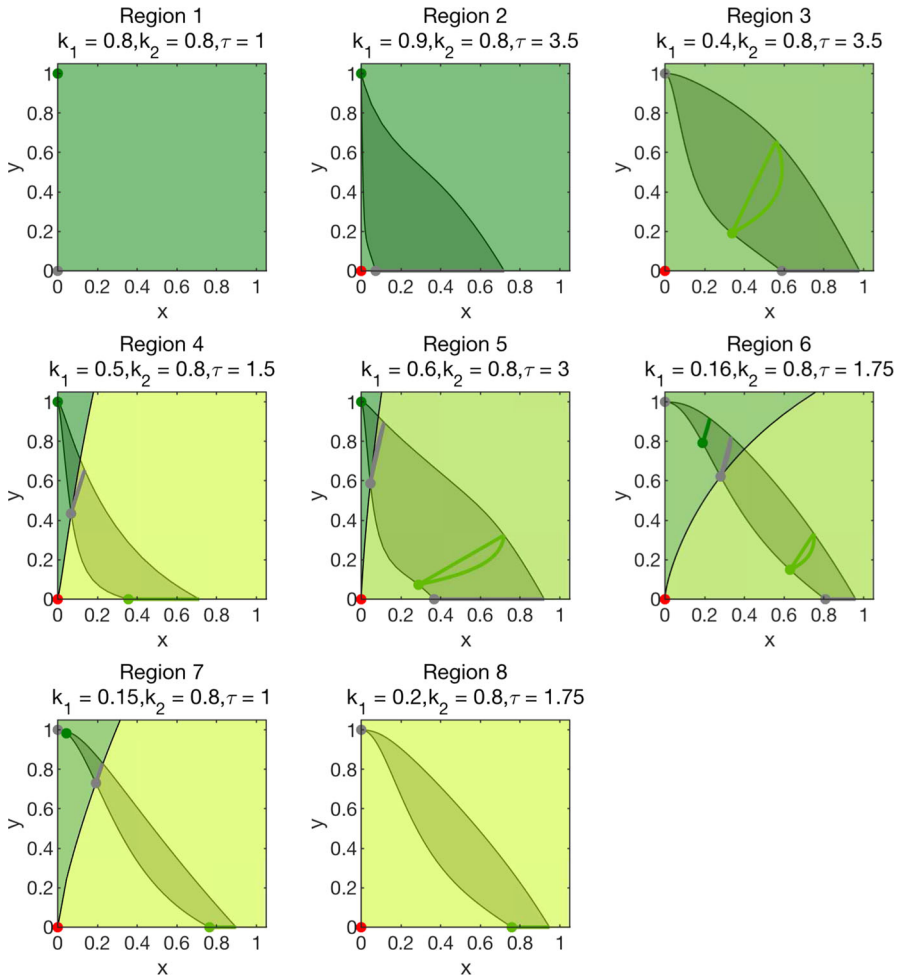 Region 1
k1 = 0.8,k2 = 0.8,τ = 1
1
0.8
0.6
0.4
0.2
0
y
0 0.2 0.4 0.6 0.8 1
x
Region 2
k1 = 0.9,k2 = 0.8,τ = 3.5
1
0.8
0.6
0.4
0.2
0
y
0 0.2 0.4 0.6 0.8 1
x
Region 3
k1 = 0.4,k2 = 0.8,τ = 3.5
1
0.8
0.6
0.4
0.2
0
y
0 0.2 0.4 0.6 0.8 1
x
Region 4
k1 = 0.5,k2 = 0.8,τ = 1.5
1
0.8
0.6
0.4
0.2
0
y
0 0.2 0.4 0.6 0.8 1
x
Region 5
k1 = 0.6,k2 = 0.8,τ = 3
1
0.8
0.6
0.4
0.2
0
y
0 0.2 0.4 0.6 0.8 1
x
Region 6
k1 = 0.16,k2 = 0.8,τ = 1.75
1
0.8
0.6
0.4
0.2
0
y
0 0.2 0.4 0.6 0.8 1
x
Region 7
k1 = 0.15,k2 = 0.8,τ = 1
1
0.8
0.6
0.4
0.2
0
y
0 0.2 0.4 0.6 0.8 1
x
Region 8
k1 = 0.2,k2 = 0.8,τ = 1.75
1
0.8
0.6
0.4
0.2
0
y
0 0.2 0.4 0.6 0.8 1
x